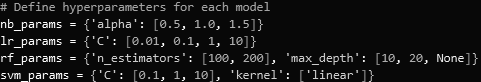 # Define hyperparameters for each model
nb_params = {'alpha': [0.5, 1.0, 1.5]}
lr_params = {'C': [0.01, 0.1, 1, 10]}
rf_params = {'n_estimators': [100, 200], 'max_depth': [10, 20, None]}
svm_params = {'C': [0.1, 1, 10], 'kernel': ['linear']}